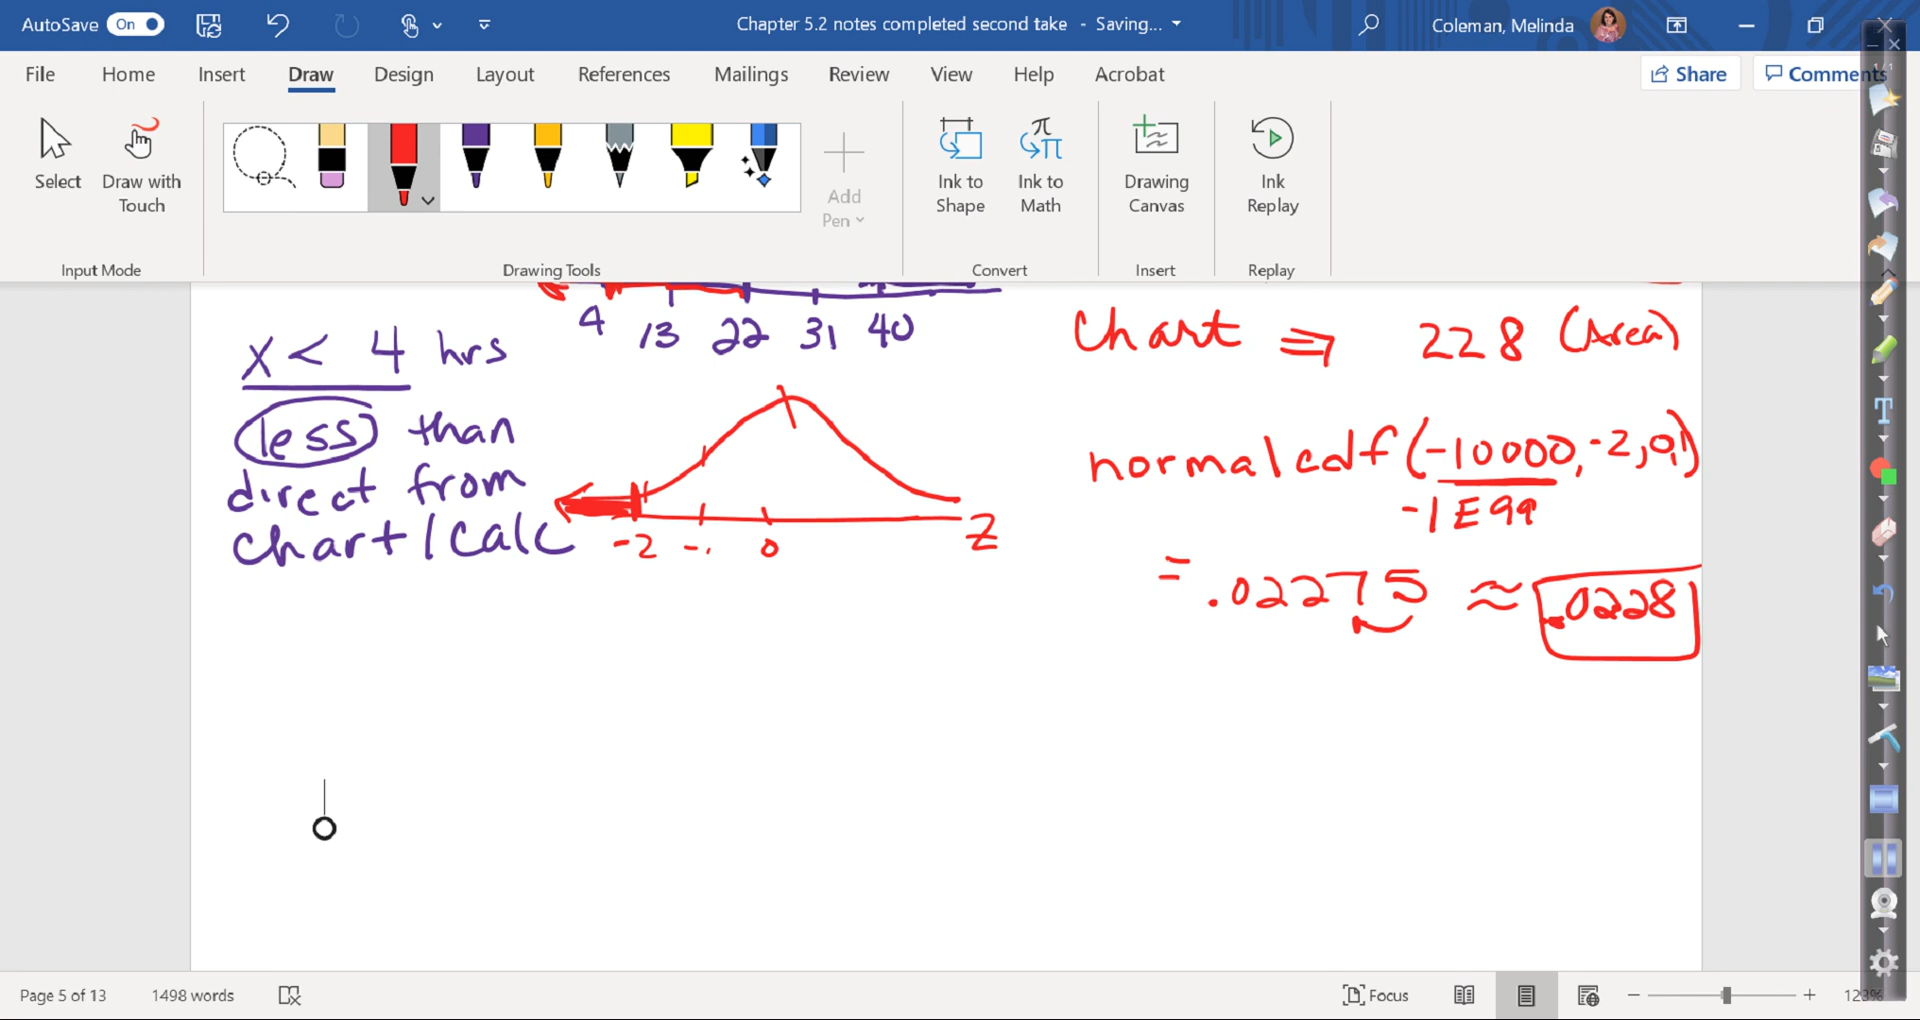 AutoSave On
Chapter 5.2 notes completed second take - Saving...
Coleman, Melinda
File Home Insert Draw Design Layout References Mailings Review View Help Acrobat
Share Comments
1/1
Select
Draw with Touch
Add Pen
Ink to Shape
Ink to Math
Drawing Canvas
Ink Replay
Input Mode
Drawing Tools
Convert
Insert
Replay
4 13 22 31 40
x < 4 hrs
less than
direct from
chart / calc
-2 0 Z
Chart ⇒ 228 (Area)
normalcdf (-10000, -2, 0, 1)
-1E99
= .02275 ≈ .0228
Page 5 of 13
1498 words
Focus